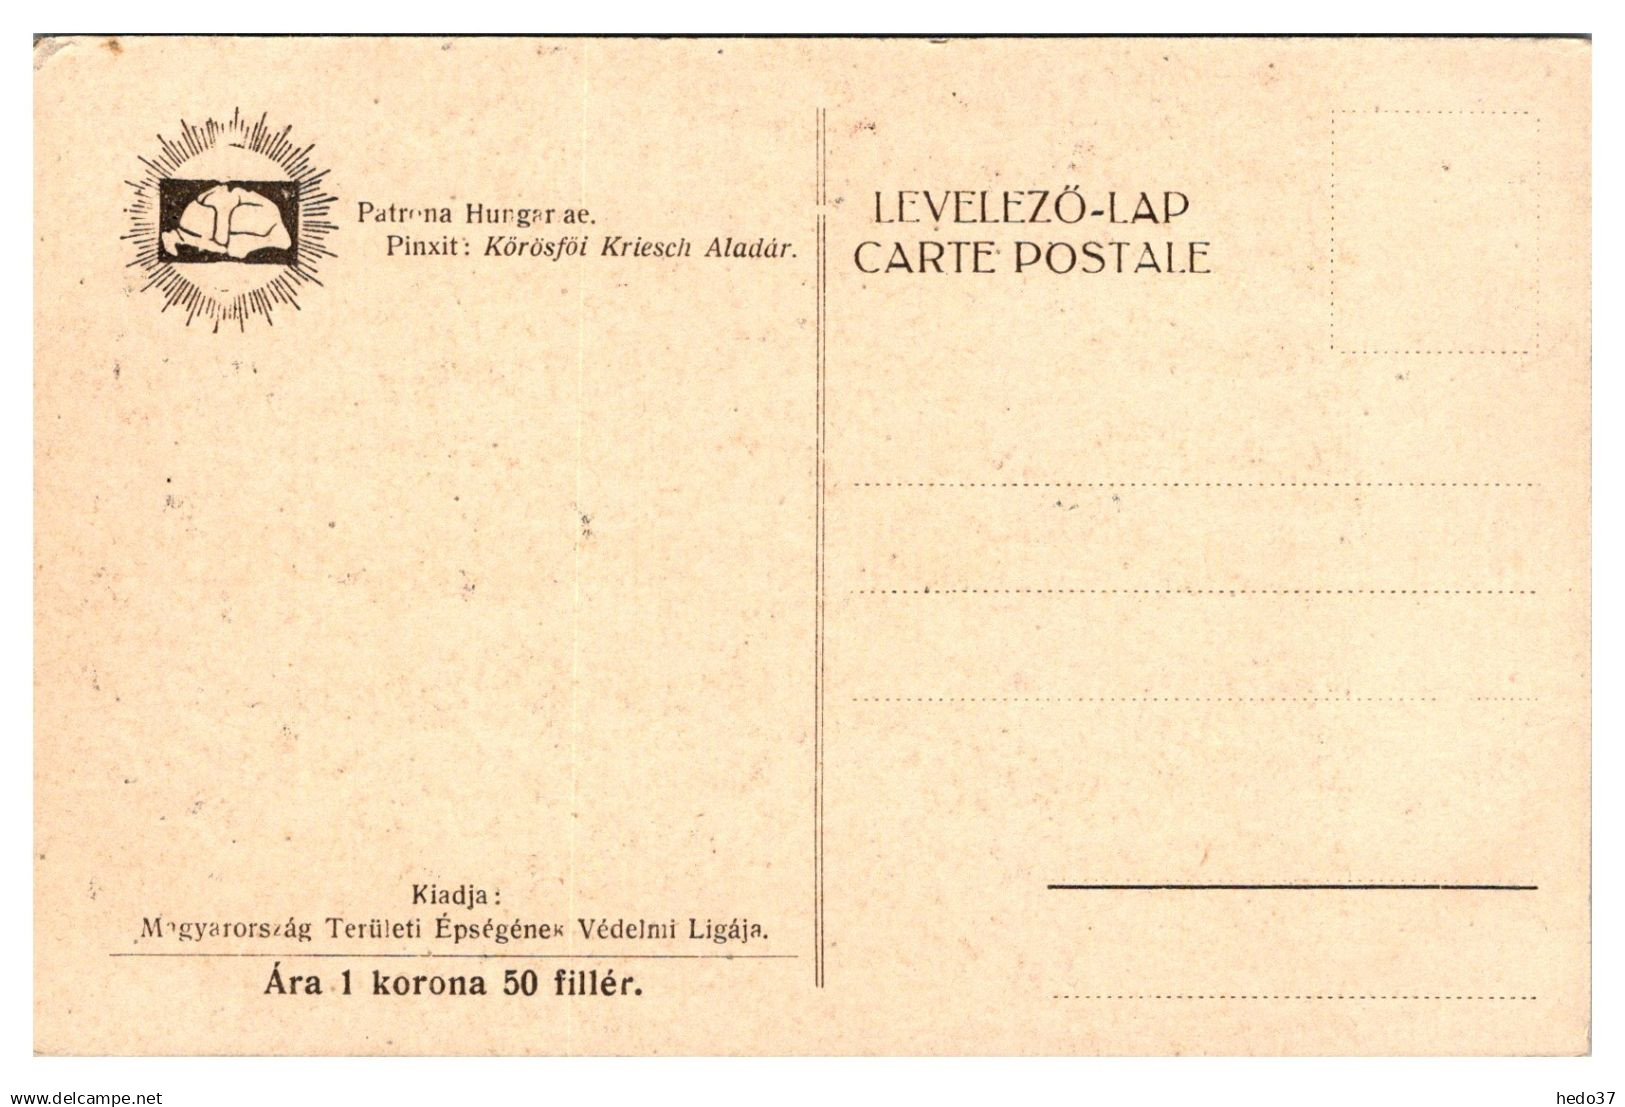 Patrona Hungariae.
Pinxit: Körösföi Kriesch Aladár.
LEVELEZŐ-LAP
CARTE POSTALE
Kiadja:
Magyarország Területi Épségének Védelmi Ligája.
Ára 1 korona 50 fillér.
www.delcampe.net
hedo37